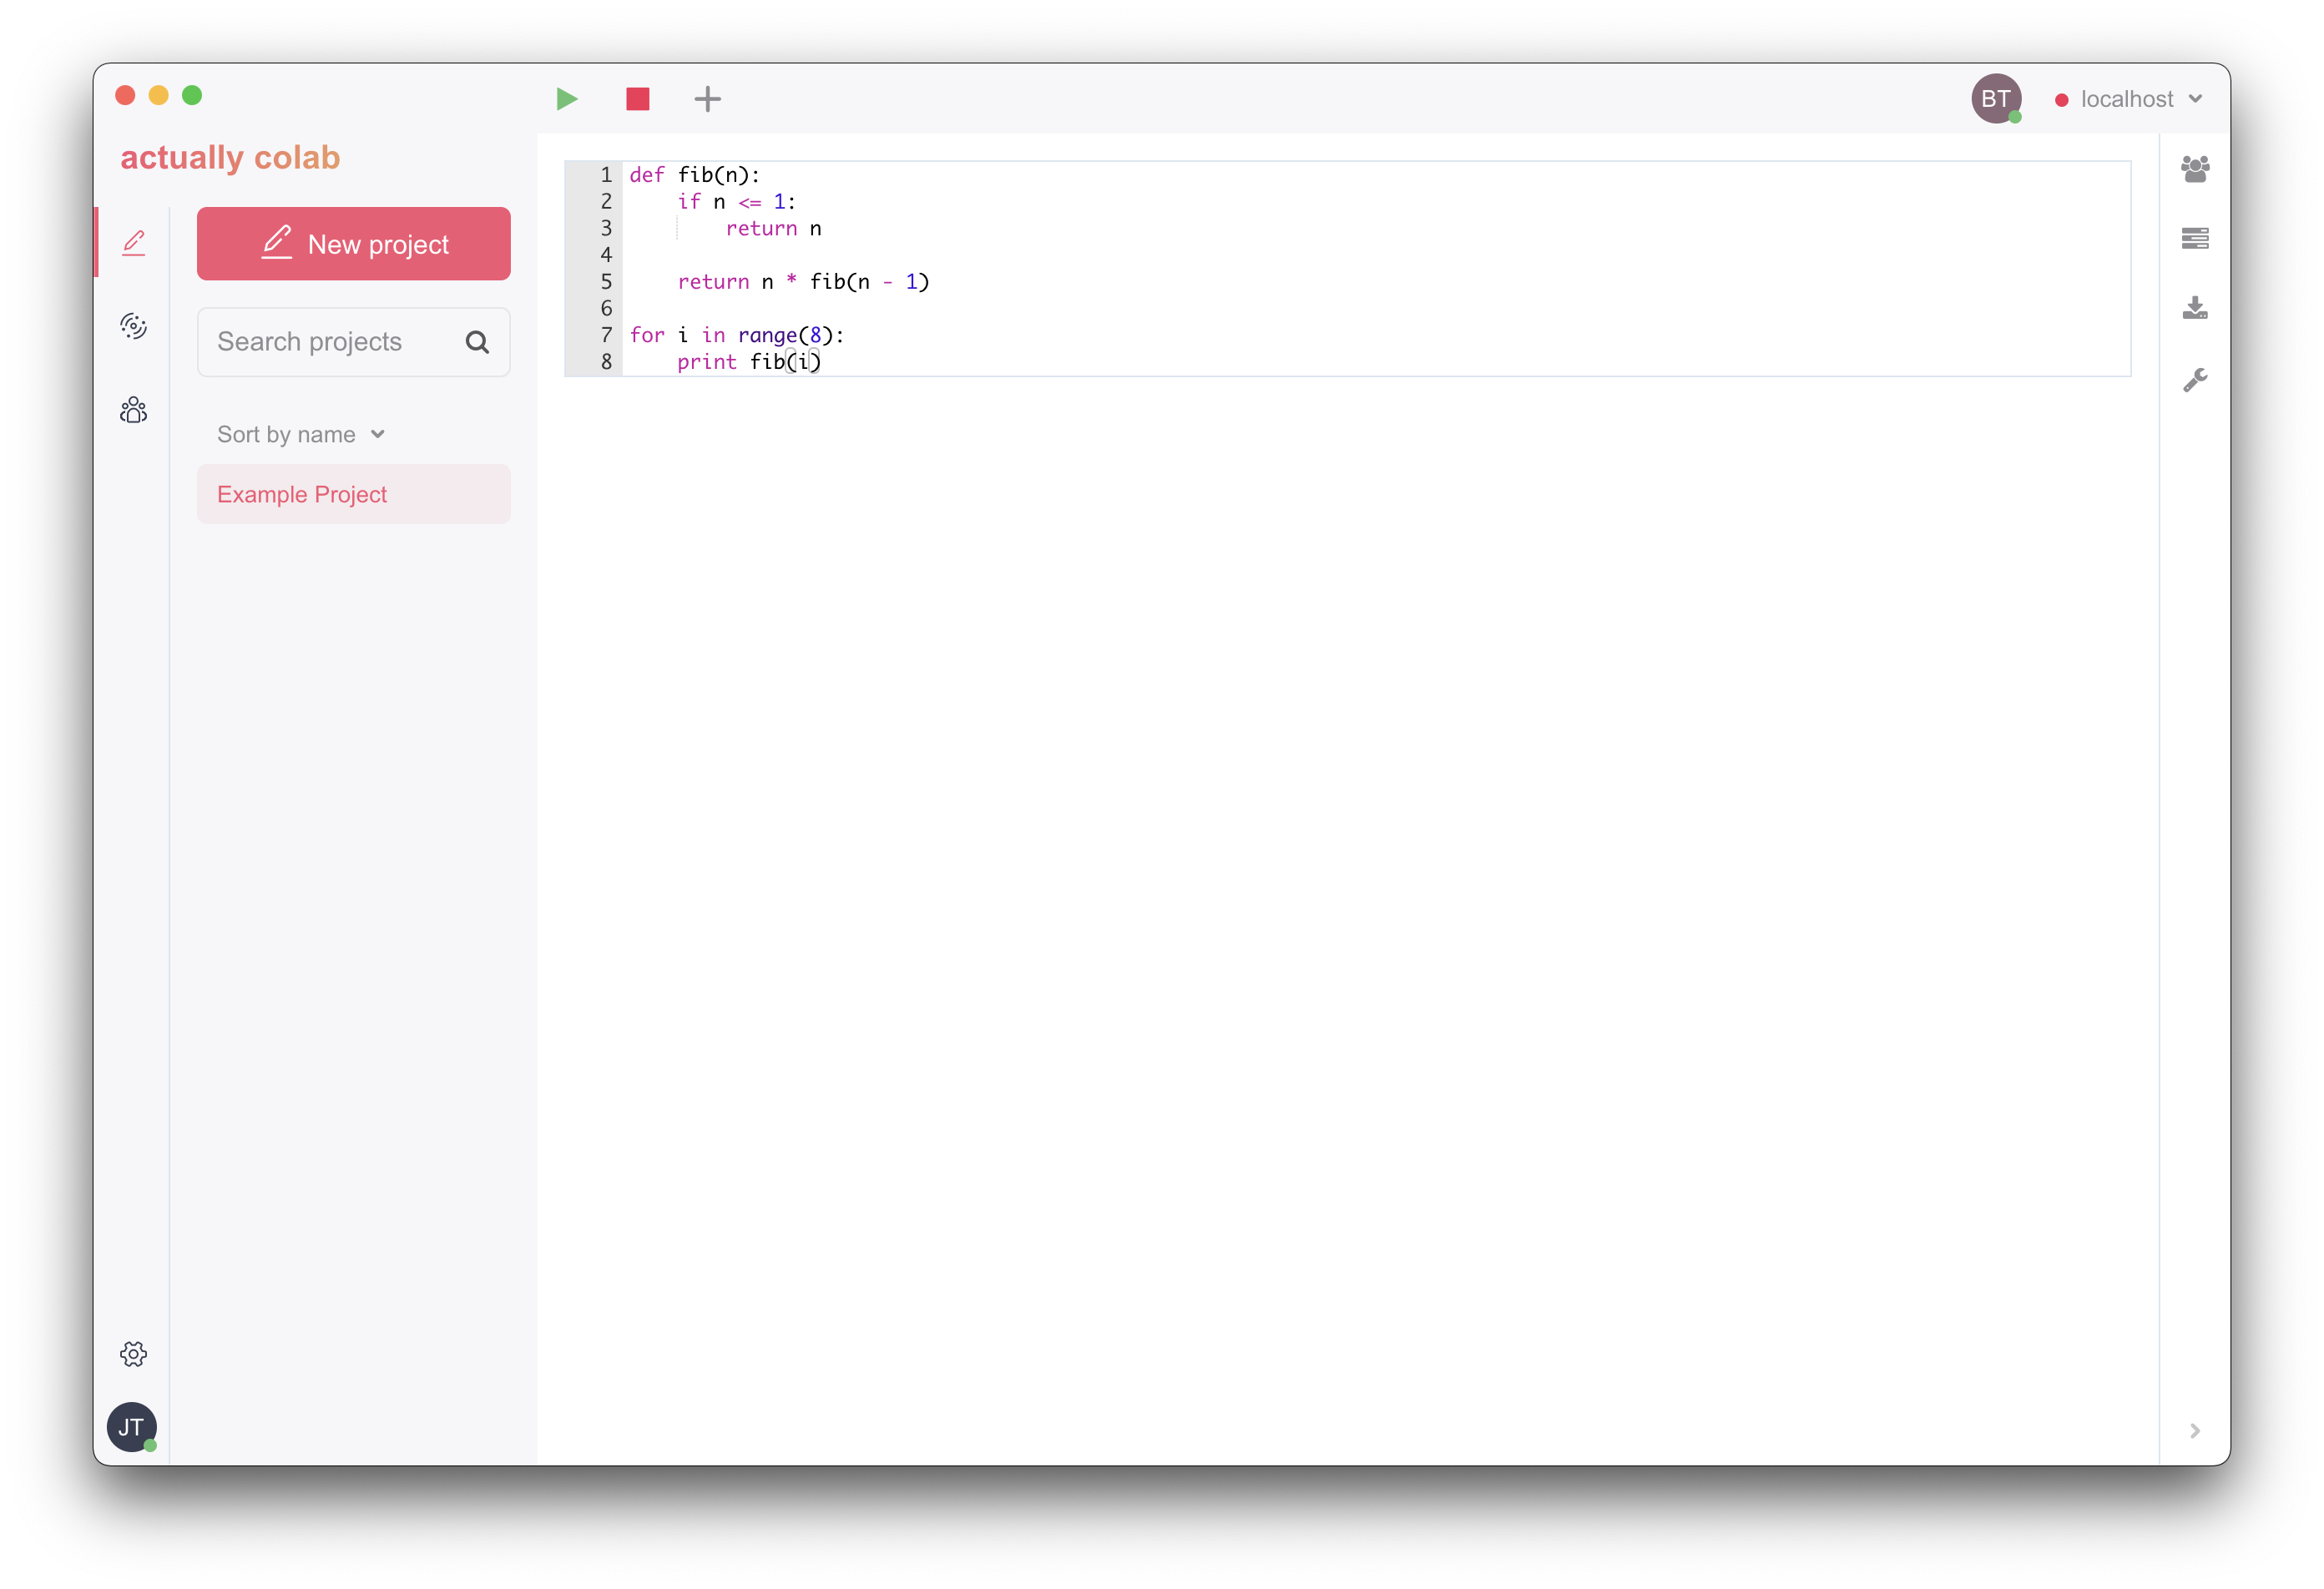 BT
localhost
actually colab
New project
Search projects
Sort by name
Example Project
JT
1 def fib(n):
2     if n <= 1:
3         return n
4
5     return n * fib(n - 1)
6
7 for i in range(8):
8     print fib(i)